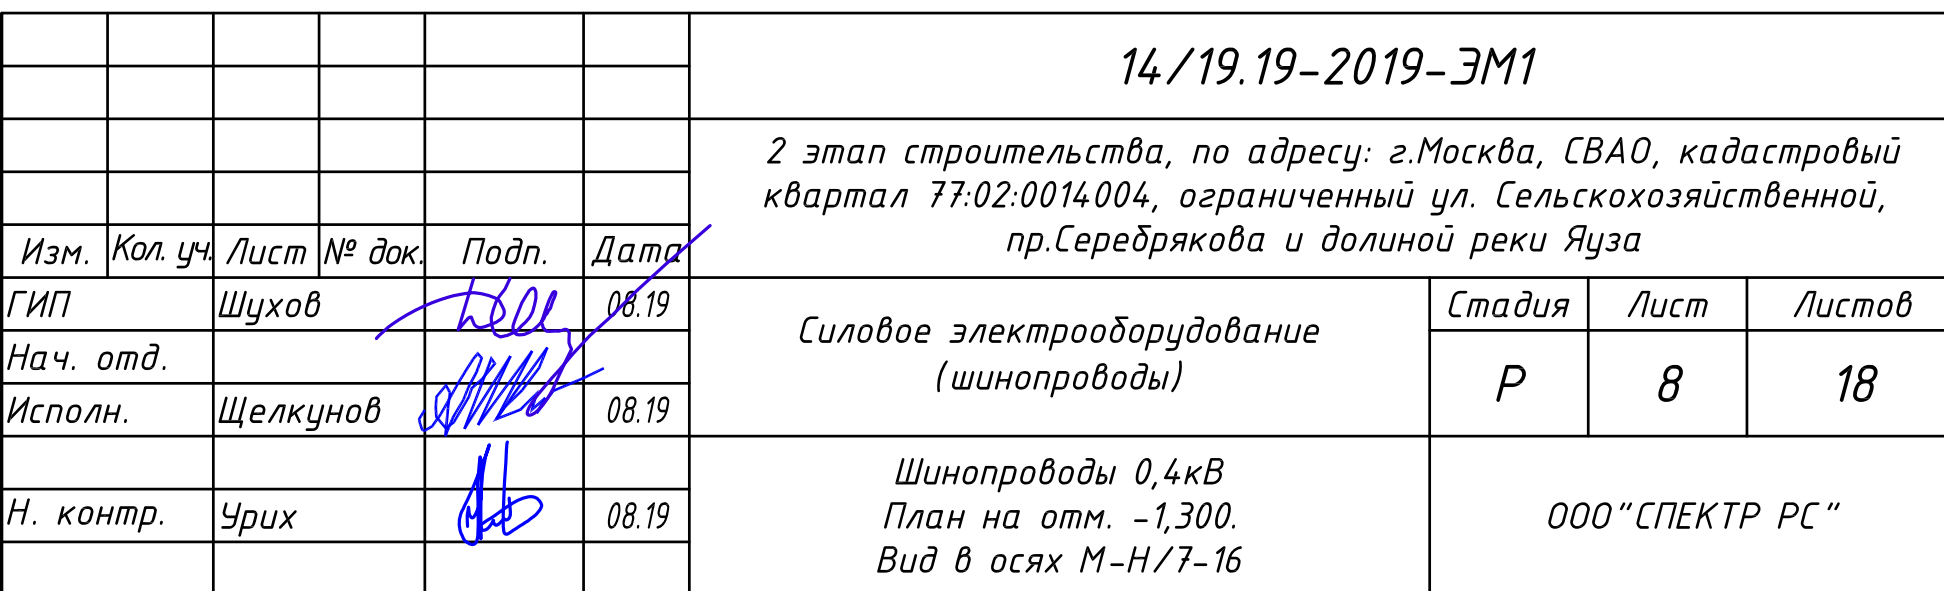 14/19.19-2019-ЭМ1
2 этап строительства, по адресу: г.Москва, СВАО, кадастровый
квартал 77:02:0014004, ограниченный ул. Сельскохозяйственной,
пр.Серебрякова и долиной реки Яуза
Изм. Кол. уч. Лист № док. Подп. Дата
ГИП Шухов 08.19
Нач. отд.
Исполн. Щелкунов 08.19
Н. контр. Урих 08.19
Силовое электрооборудование
(шинопроводы)
Стадия Лист Листов
Р 8 18
Шинопроводы 0,4кВ
План на отм. -1,300.
Вид в осях М-Н/7-16
ООО"СПЕКТР РС"